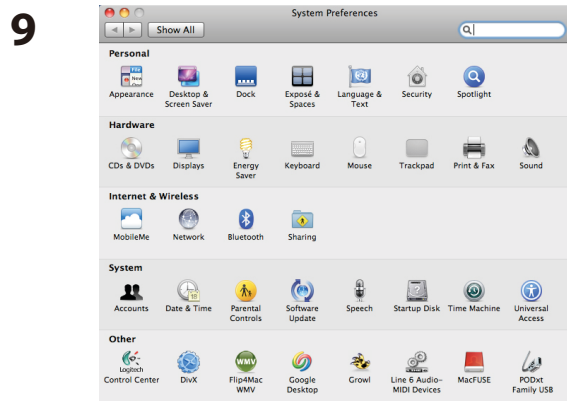 9
System Preferences
Show All
Personal
Appearance
Desktop & Screen Saver
Dock
Exposé & Spaces
Language & Text
Security
Spotlight
Hardware
CDs & DVDs
Displays
Energy Saver
Keyboard
Mouse
Trackpad
Print & Fax
Sound
Internet & Wireless
MobileMe
Network
Bluetooth
Sharing
System
Accounts
Date & Time
Parental Controls
Software Update
Speech
Startup Disk
Time Machine
Universal Access
Other
Logitech Control Center
DivX
Flip4Mac WMV
Google Desktop
Growl
Line 6 Audio-MIDI Devices
MacFUSE
PODxt Family USB